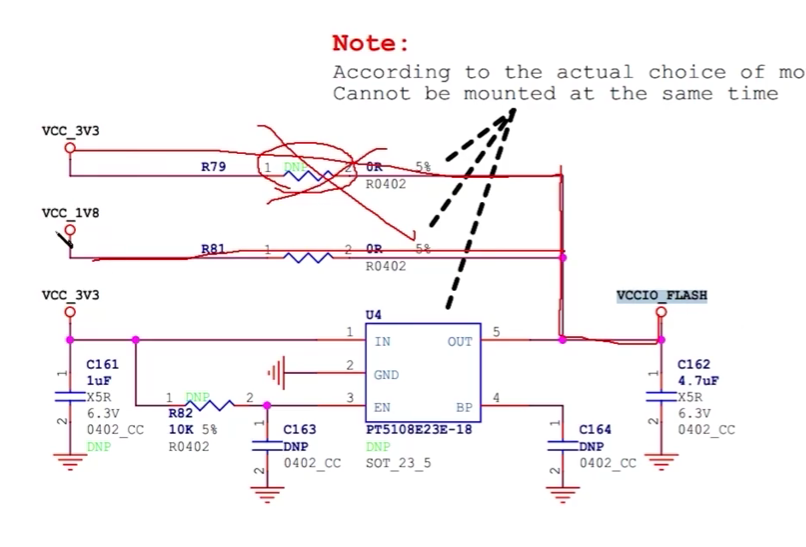 Note:
According to the actual choice of mo
Cannot be mounted at the same time
VCC_3V3
R79
1
DNP
2
0R
5%
R0402
VCC_1V8
R81
1
2
0R
5%
R0402
VCC_3V3
VCCIO_FLASH
U4
1
IN
OUT
5
2
GND
3
EN
BP
4
PT5108E23E-18
DNP
SOT_23_5
C161
1uF
X5R
6.3V
0402_CC
DNP
1
2
1
DNP
2
R82
10K 5%
R0402
C163
DNP
0402_CC
1
2
C164
DNP
0402_CC
1
2
C162
4.7uF
X5R
6.3V
0402_CC
1
2